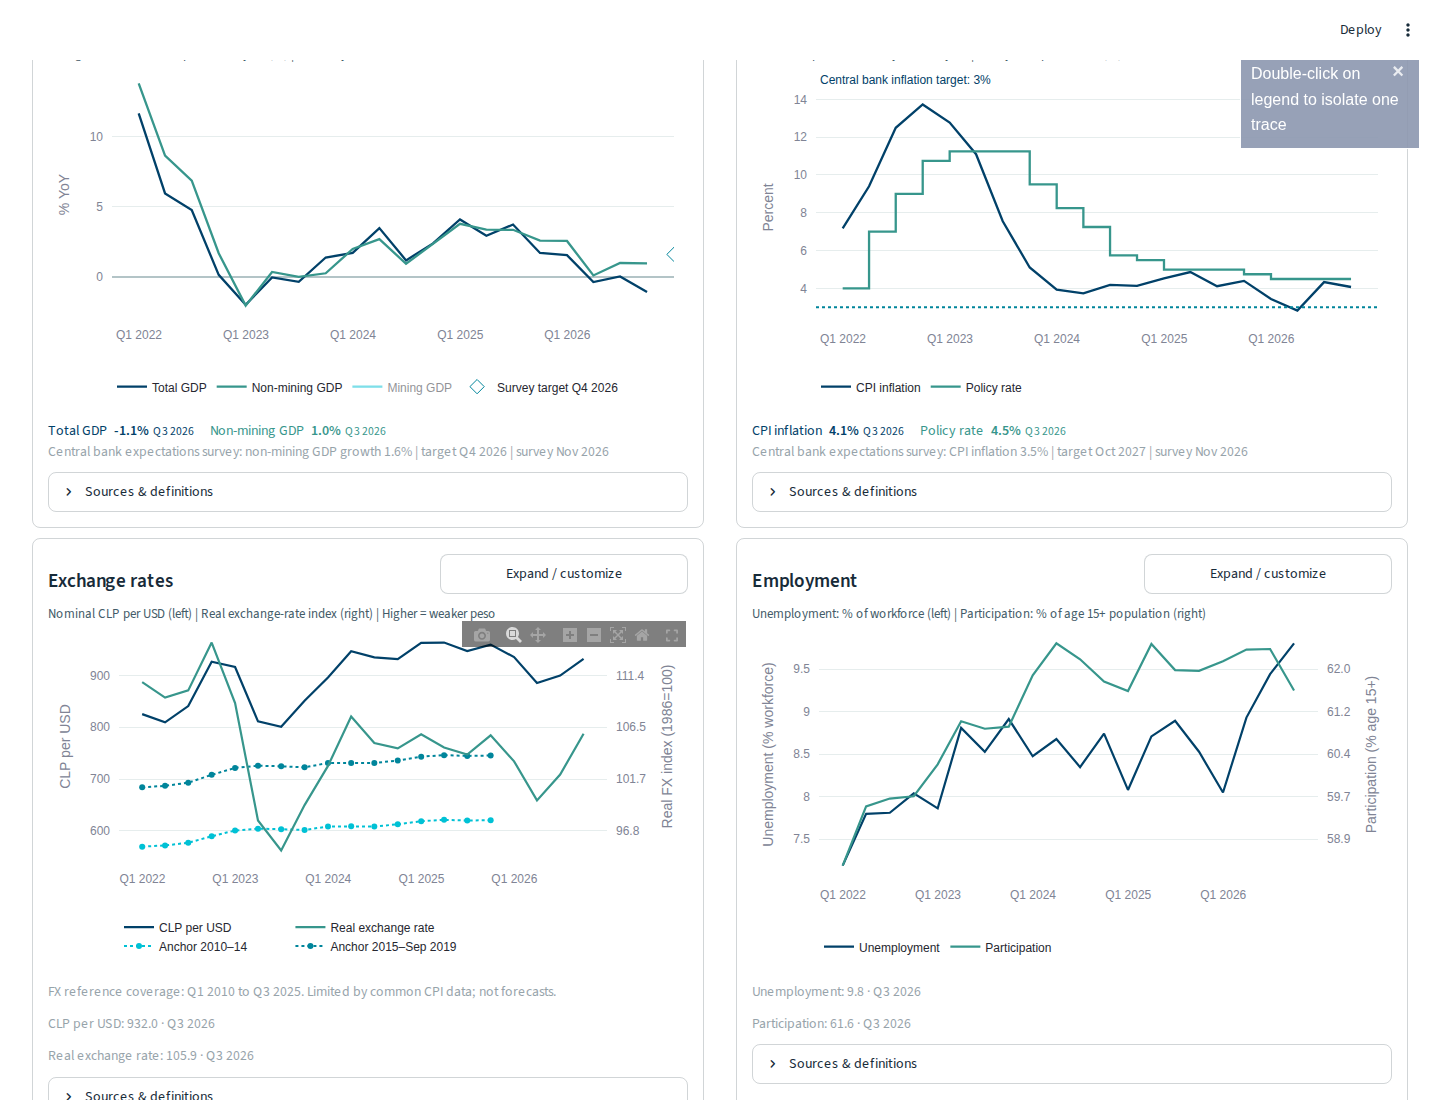 Deploy
10
5
0
% YoY
Q1 2022
Q1 2023
Q1 2024
Q1 2025
Q1 2026
Total GDP
Non-mining GDP
Mining GDP
Survey target Q4 2026
Total GDP -1.1% Q3 2026 Non-mining GDP 1.0% Q3 2026
Central bank expectations survey: non-mining GDP growth 1.6% | target Q4 2026 | survey Nov 2026
Sources & definitions
Central bank inflation target: 3%
Double-click on
legend to isolate one
trace
14
12
10
8
6
4
Percent
Q1 2022
Q1 2023
Q1 2024
Q1 2025
Q1 2026
CPI inflation
Policy rate
CPI inflation 4.1% Q3 2026 Policy rate 4.5% Q3 2026
Central bank expectations survey: CPI inflation 3.5% | target Oct 2027 | survey Nov 2026
Sources & definitions
Exchange rates
Expand / customize
Nominal CLP per USD (left) | Real exchange-rate index (right) | Higher = weaker peso
900
800
700
600
CLP per USD
111.4
106.5
101.7
96.8
Real FX index (1986=100)
Q1 2022
Q1 2023
Q1 2024
Q1 2025
Q1 2026
CLP per USD
Real exchange rate
Anchor 2010–14
Anchor 2015–Sep 2019
FX reference coverage: Q1 2010 to Q3 2025. Limited by common CPI data; not forecasts.
CLP per USD: 932.0 · Q3 2026
Real exchange rate: 105.9 · Q3 2026
Sources & definitions
Employment
Expand / customize
Unemployment: % of workforce (left) | Participation: % of age 15+ population (right)
9.5
9
8.5
8
7.5
Unemployment (% workforce)
62.0
61.2
60.4
59.7
58.9
Participation (% age 15+)
Q1 2022
Q1 2023
Q1 2024
Q1 2025
Q1 2026
Unemployment
Participation
Unemployment: 9.8 · Q3 2026
Participation: 61.6 · Q3 2026
Sources & definitions